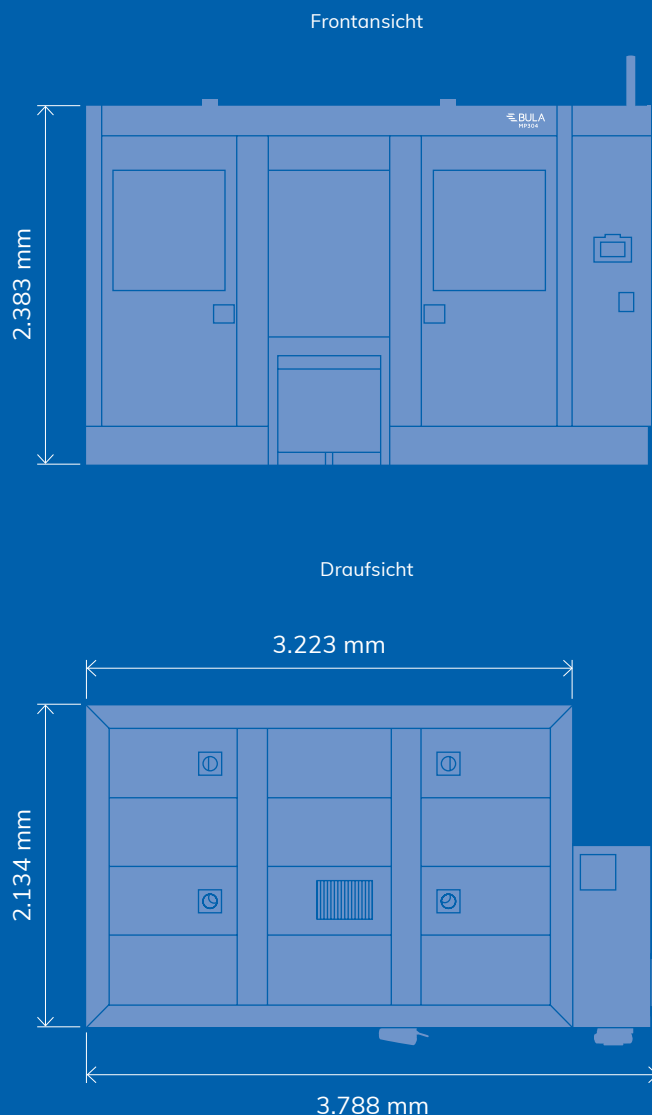 Frontansicht
BULA
MP304
2.383 mm
Draufsicht
3.223 mm
2.134 mm
3.788 mm